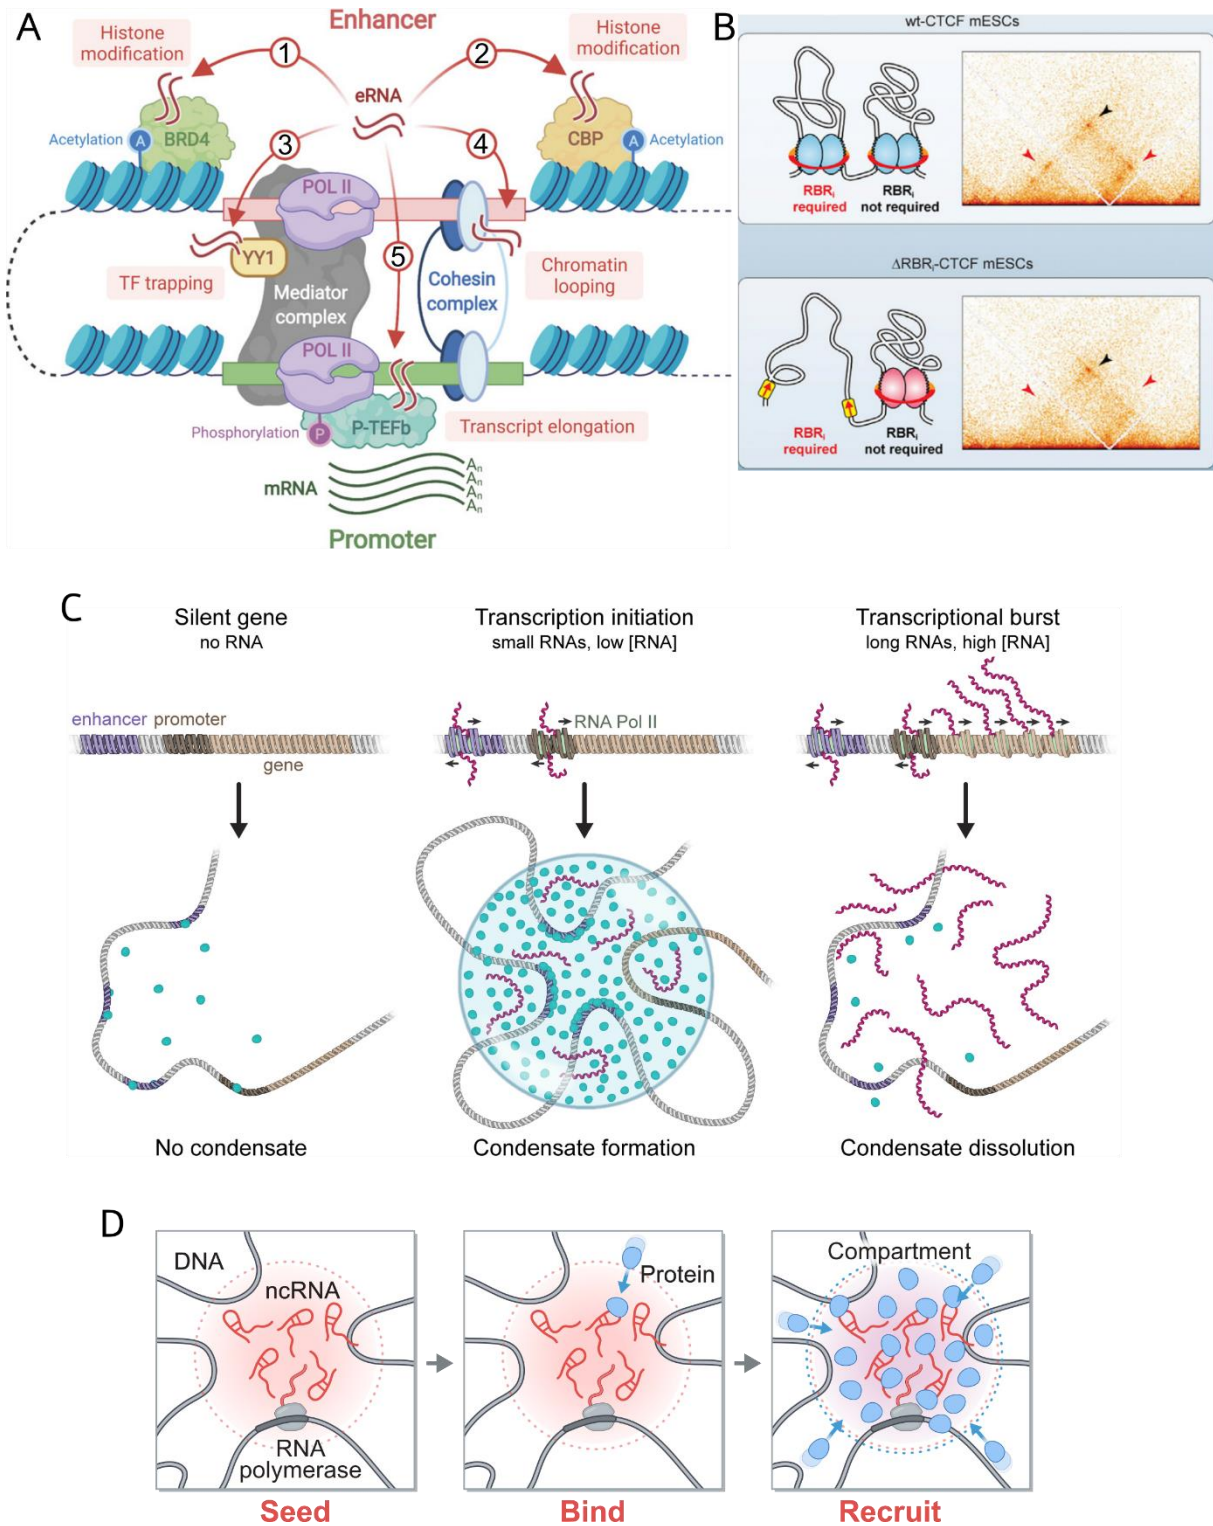 A
Enhancer
Histone
modification
1
2
Histone
modification
eRNA
Acetylation
A
BRD4
3
4
CBP
A
Acetylation
POL II
YY1
5
TF trapping
Mediator
complex
Cohesin
complex
Chromatin
looping
POL II
Phosphorylation
P
P-TEFb
Transcript elongation
mRNA
An
An
An
An
Promoter
B
wt-CTCF mESCs
RBRi
required
RBRi
not required
ΔRBRi-CTCF mESCs
RBRi
required
RBRi
not required
C
Silent gene
no RNA
Transcription initiation
small RNAs, low [RNA]
Transcriptional burst
long RNAs, high [RNA]
enhancer
promoter
gene
RNA Pol II
No condensate
Condensate formation
Condensate dissolution
D
DNA
ncRNA
RNA
polymerase
Protein
Compartment
Seed
Bind
Recruit